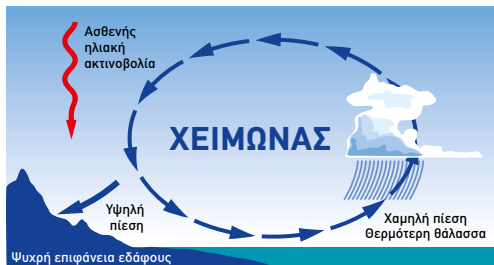 Ασθενής
ηλιακή
ακτινοβολία
ΧΕΙΜΩΝΑΣ
Υψηλή
πίεση
Χαμηλή πίεση
Θερμότερη θάλασσα
Ψυχρή επιφάνεια εδάφους